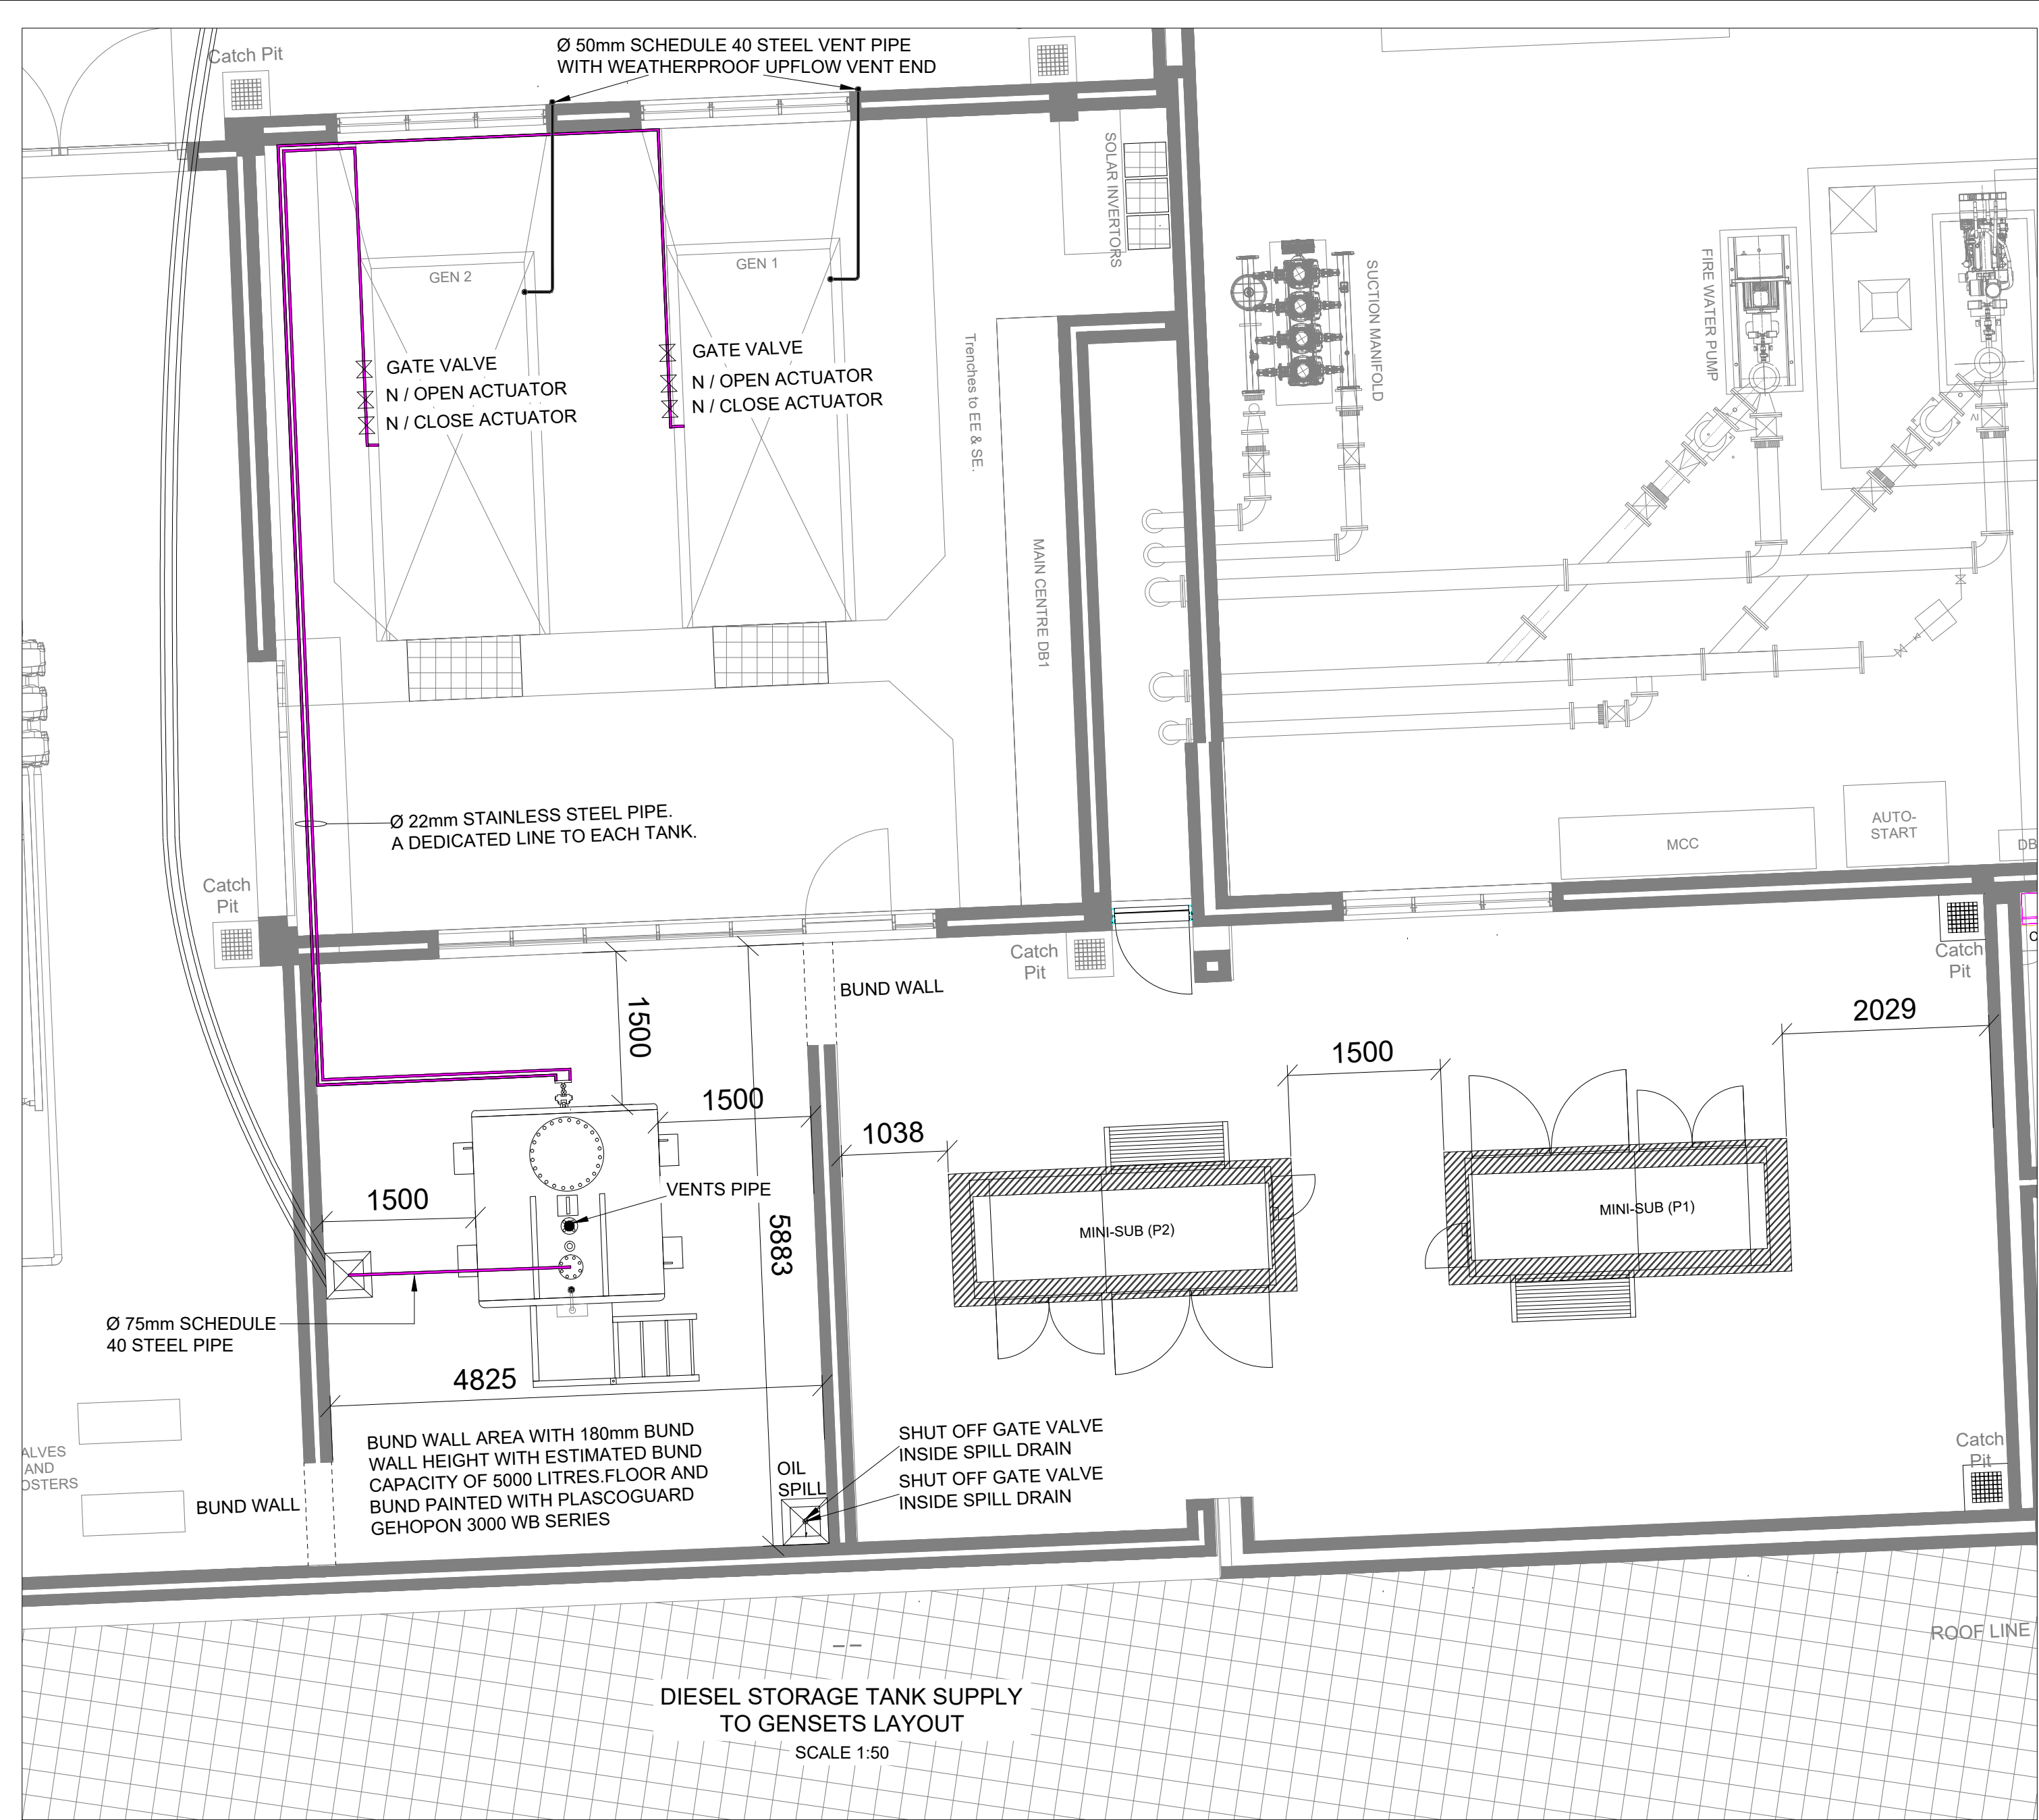 Catch Pit
Ø 50mm SCHEDULE 40 STEEL VENT PIPE
WITH WEATHERPROOF UPFLOW VENT END
SOLAR INVERTORS
GEN 2
GEN 1
SUCTION MANIFOLD
FIRE WATER PUMP
GATE VALVE
N / OPEN ACTUATOR
N / CLOSE ACTUATOR
GATE VALVE
N / OPEN ACTUATOR
N / CLOSE ACTUATOR
Trenches to EE & SE.
MAIN CENTRE DB1
Ø 22mm STAINLESS STEEL PIPE.
A DEDICATED LINE TO EACH TANK.
MCC
AUTO-
START
DB
Catch
Pit
Catch
Pit
Catch
Pit
BUND WALL
1500
1500
1038
1500
2029
1500
5883
VENTS PIPE
MINI-SUB (P2)
MINI-SUB (P1)
Ø 75mm SCHEDULE
40 STEEL PIPE
4825
BUND WALL AREA WITH 180mm BUND
WALL HEIGHT WITH ESTIMATED BUND
CAPACITY OF 5000 LITRES.FLOOR AND
BUND PAINTED WITH PLASCOGUARD
GEHOPON 3000 WB SERIES
OIL
SPILL
SHUT OFF GATE VALVE
INSIDE SPILL DRAIN
SHUT OFF GATE VALVE
INSIDE SPILL DRAIN
ALVES
AND
OSTERS
BUND WALL
Catch
Pit
ROOF LINE
DIESEL STORAGE TANK SUPPLY
TO GENSETS LAYOUT
SCALE 1:50